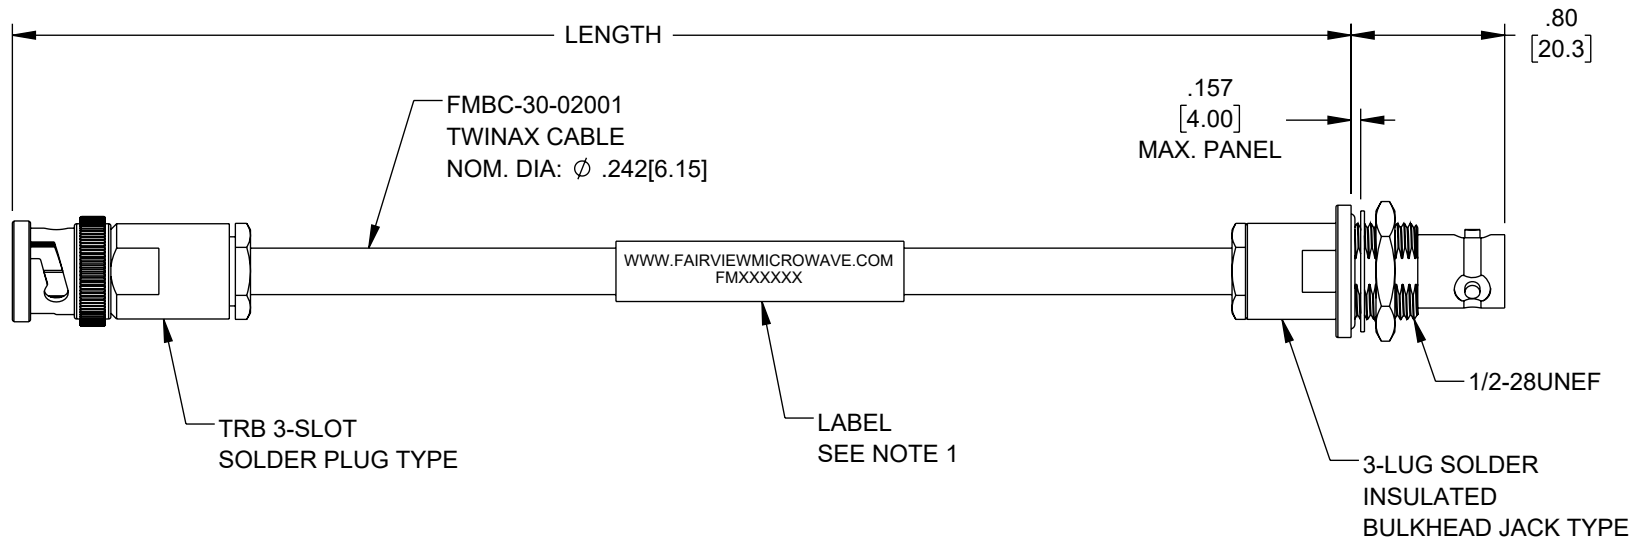 LENGTH
.80
[20.3]
.157
[4.00]
MAX. PANEL
FMBC-30-02001
TWINAX CABLE
NOM. DIA: ∅ .242[6.15]
WWW.FAIRVIEWMICROWAVE.COM
FMXXXXXX
1/2-28UNEF
TRB 3-SLOT
SOLDER PLUG TYPE
LABEL
SEE NOTE 1
3-LUG SOLDER
INSULATED
BULKHEAD JACK TYPE